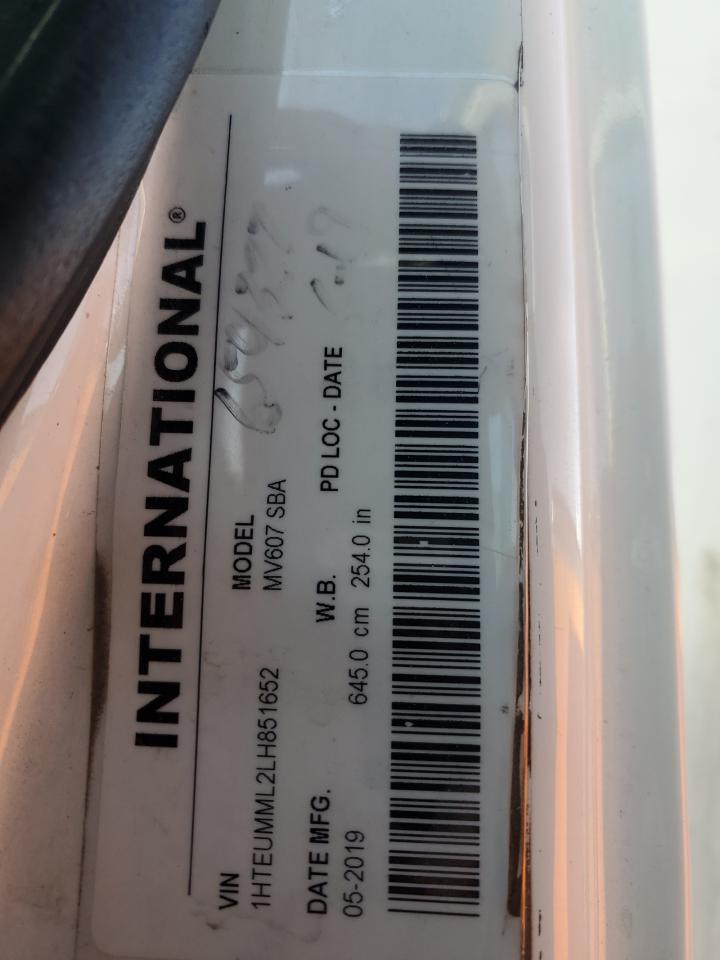 INTERNATIONAL®
VIN MODEL
1HTEUMML2LH851652 MV607 SBA
DATE MFG. W.B. PD LOC - DATE
05-2019 645.0 cm 254.0 in